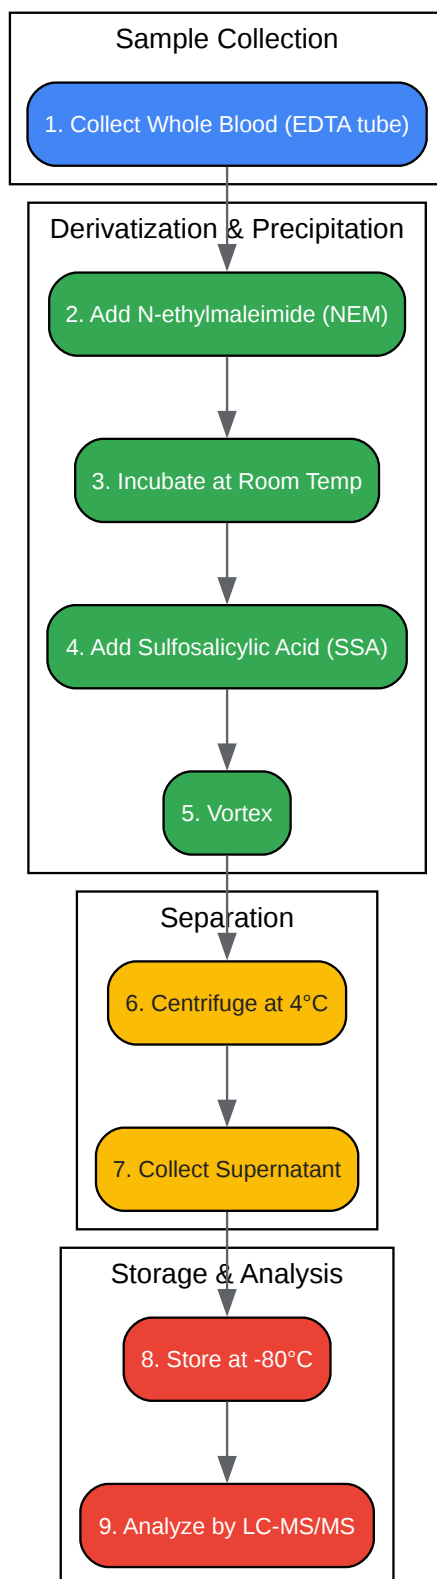 Sample Collection
1. Collect Whole Blood (EDTA tube)
Derivatization & Precipitation
2. Add N-ethylmaleimide (NEM)
3. Incubate at Room Temp
4. Add Sulfosalicylic Acid (SSA)
5. Vortex
Separation
6. Centrifuge at 4°C
7. Collect Supernatant
Storage & Analysis
8. Store at -80°C
9. Analyze by LC-MS/MS